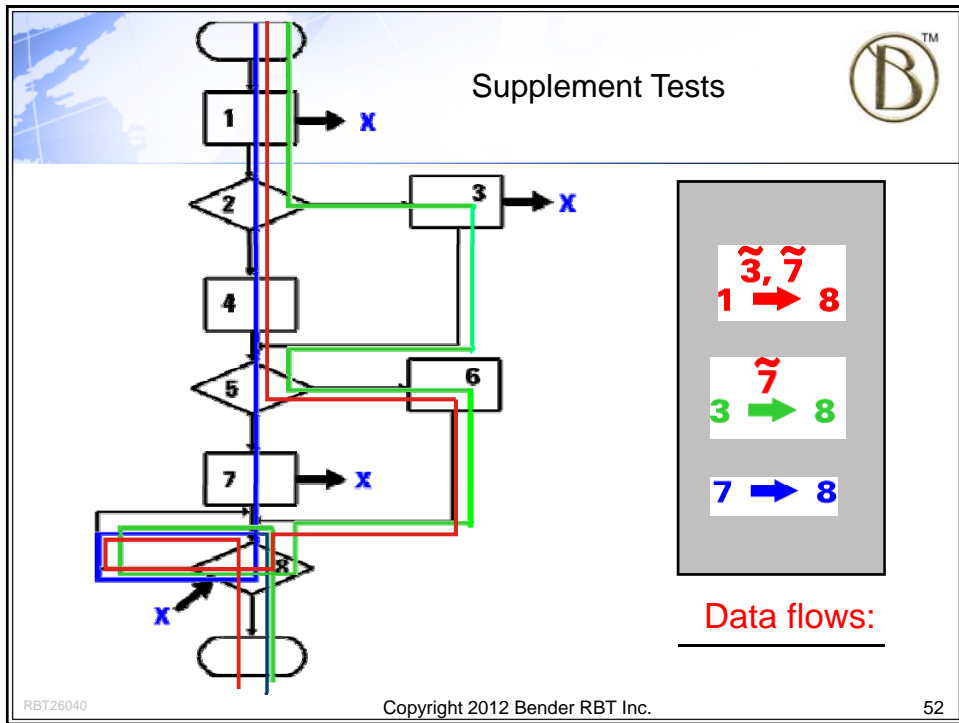 Supplement Tests
B
TM
1
X
2
3
X
4
5
6
7
X
8
X
3̃, 7̃
1 → 8
7̃
3 → 8
7 → 8
Data flows:
RBT26040
Copyright 2012 Bender RBT Inc.
52